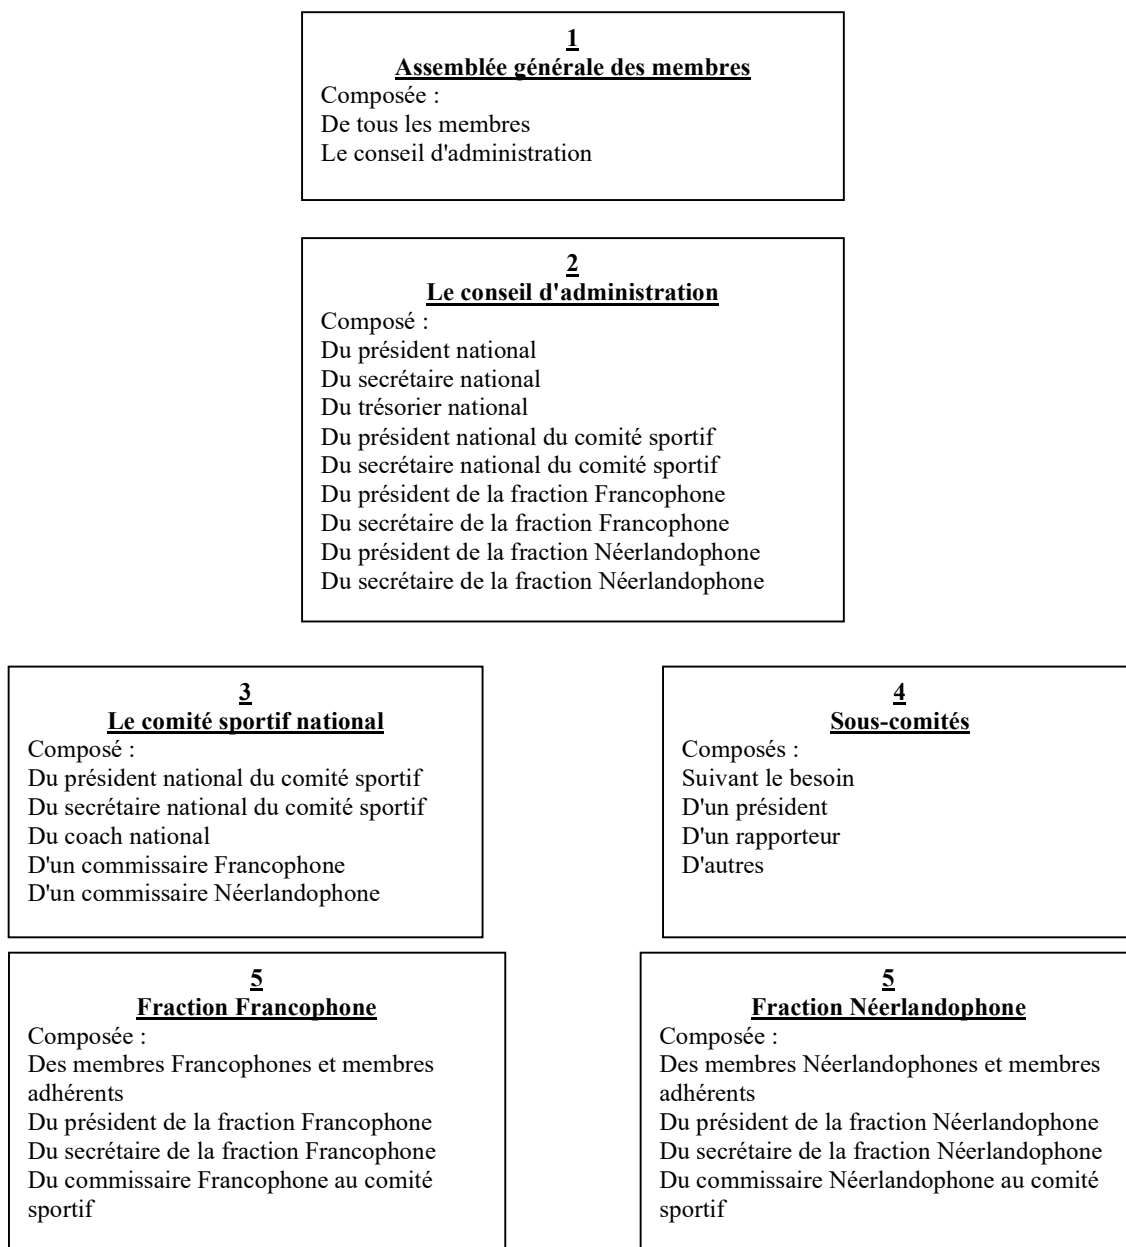 1
Assemblée générale des membres
Composée :
De tous les membres
Le conseil d'administration
2
Le conseil d'administration
Composé :
Du président national
Du secrétaire national
Du trésorier national
Du président national du comité sportif
Du secrétaire national du comité sportif
Du président de la fraction Francophone
Du secrétaire de la fraction Francophone
Du président de la fraction Néerlandophone
Du secrétaire de la fraction Néerlandophone
3
Le comité sportif national
Composé :
Du président national du comité sportif
Du secrétaire national du comité sportif
Du coach national
D'un commissaire Francophone
D'un commissaire Néerlandophone
4
Sous-comités
Composés :
Suivant le besoin
D'un président
D'un rapporteur
D'autres
5
Fraction Francophone
Composée :
Des membres Francophones et membres
adhérents
Du président de la fraction Francophone
Du secrétaire de la fraction Francophone
Du commissaire Francophone au comité
sportif
5
Fraction Néerlandophone
Composée :
Des membres Néerlandophones et membres
adhérents
Du président de la fraction Néerlandophone
Du secrétaire de la fraction Néerlandophone
Du commissaire Néerlandophone au comité
sportif